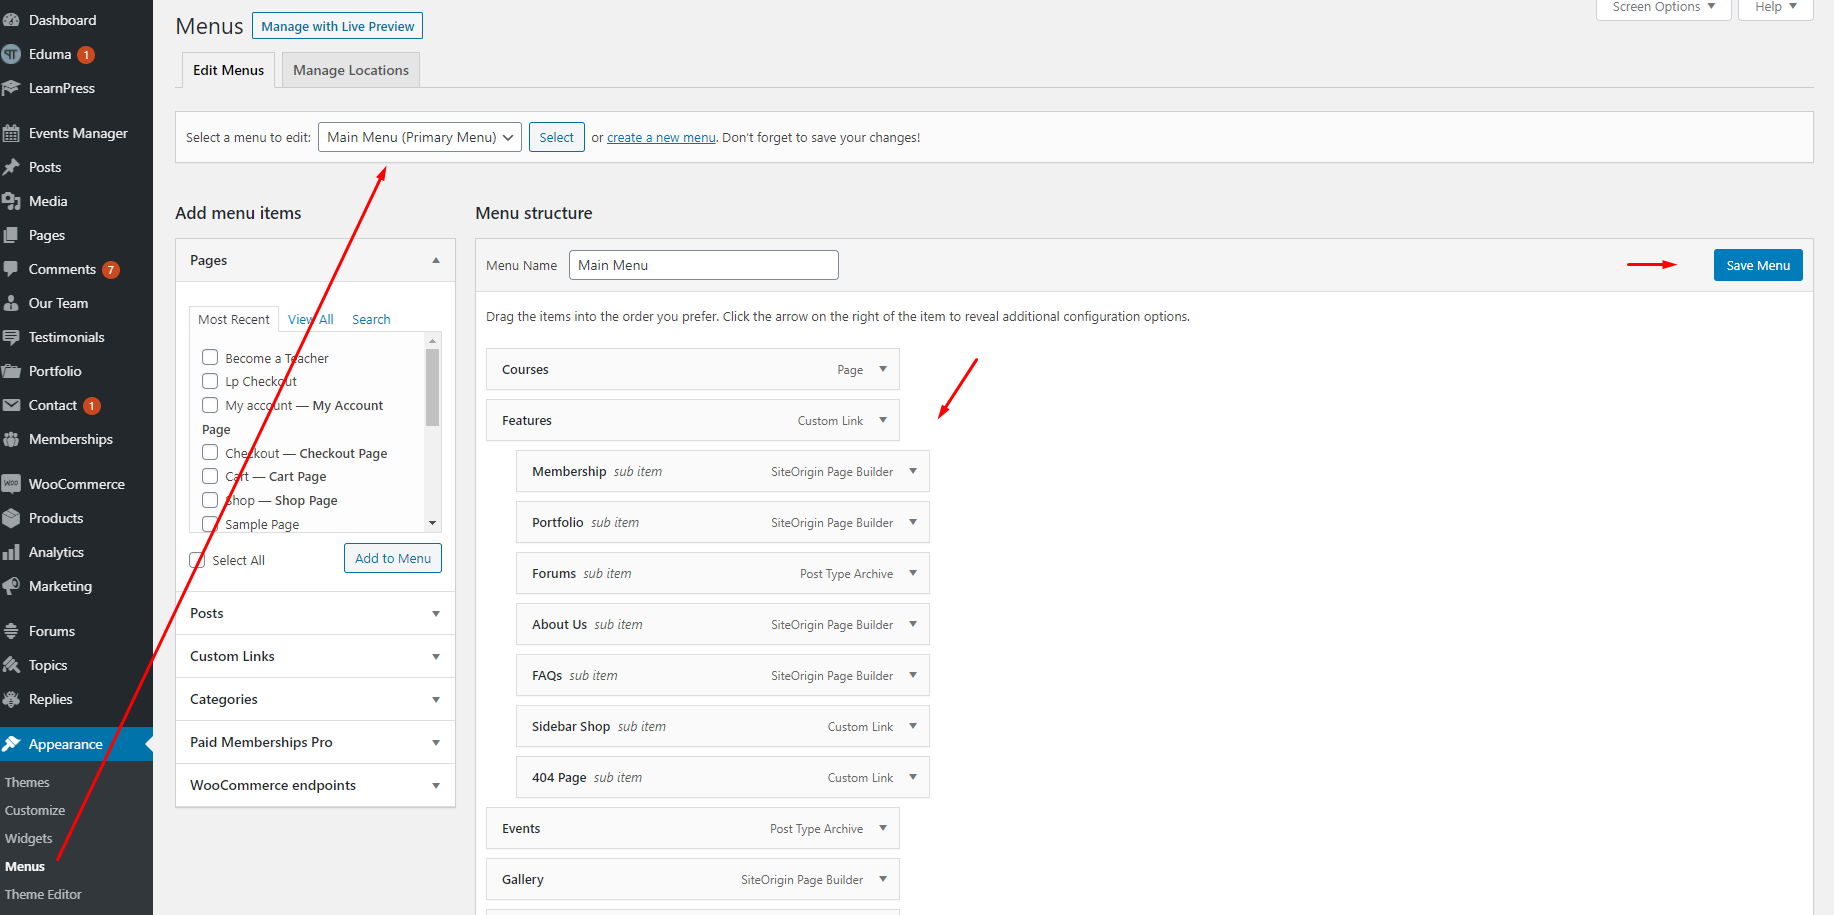 Dashboard
Eduma 1
LearnPress
Events Manager
Posts
Media
Pages
Comments 7
Our Team
Testimonials
Portfolio
Contact 1
Memberships
WooCommerce
Products
Analytics
Marketing
Forums
Topics
Replies
Appearance
Themes
Customize
Widgets
Menus
Theme Editor
Screen Options
Help
Menus
Manage with Live Preview
Edit Menus
Manage Locations
Select a menu to edit: Main Menu (Primary Menu) Select or create a new menu. Don't forget to save your changes!
Add menu items
Pages
Most Recent View All Search
Become a Teacher
Lp Checkout
My account — My Account
Page
Checkout — Checkout Page
Cart — Cart Page
Shop — Shop Page
Sample Page
Select All
Add to Menu
Posts
Custom Links
Categories
Paid Memberships Pro
WooCommerce endpoints
Menu structure
Menu Name Main Menu
Save Menu
Drag the items into the order you prefer. Click the arrow on the right of the item to reveal additional configuration options.
Courses Page
Features Custom Link
Membership sub item SiteOrigin Page Builder
Portfolio sub item SiteOrigin Page Builder
Forums sub item Post Type Archive
About Us sub item SiteOrigin Page Builder
FAQs sub item SiteOrigin Page Builder
Sidebar Shop sub item Custom Link
404 Page sub item Custom Link
Events Post Type Archive
Gallery SiteOrigin Page Builder